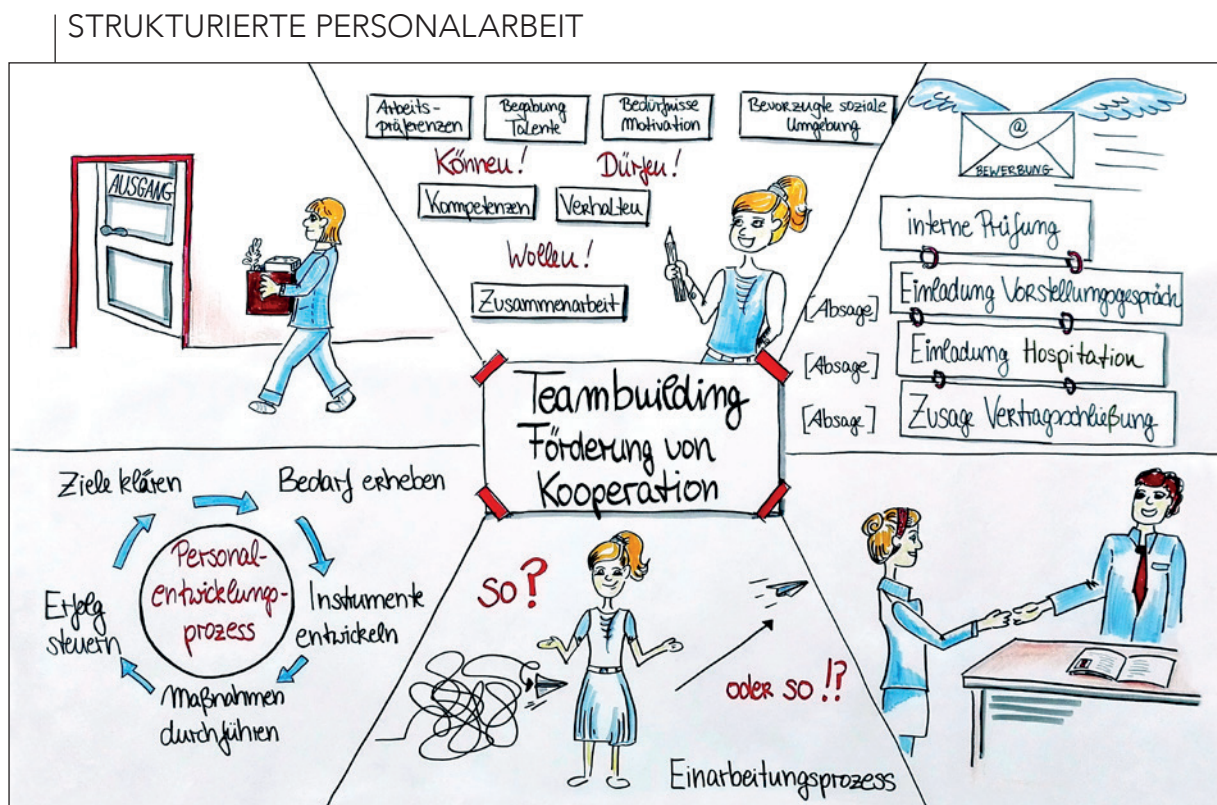 STRUKTURIERTE PERSONALARBEIT
AUSGANG
Arbeits-
präferenzen
Begabung
Talente
Bedürfnisse
Motivation
Bevorzugte soziale
Umgebung
Können!
Dürfen!
Kompetenzen
Verhalten
Wollen!
Zusammenarbeit
@
BEWERBUNG
interne Prüfung
[Absage]
Einladung Vorstellungsgespräch
[Absage]
Einladung Hospitation
[Absage]
Zusage Vertragsschließung
Teambuilding
Förderung von
Kooperation
Ziele klären
Bedarf erheben
Instrumente
entwickeln
Maßnahmen
durchführen
Erfolg
steuern
Personal-
entwicklungs-
prozess
so?
oder so!?
Einarbeitungsprozess